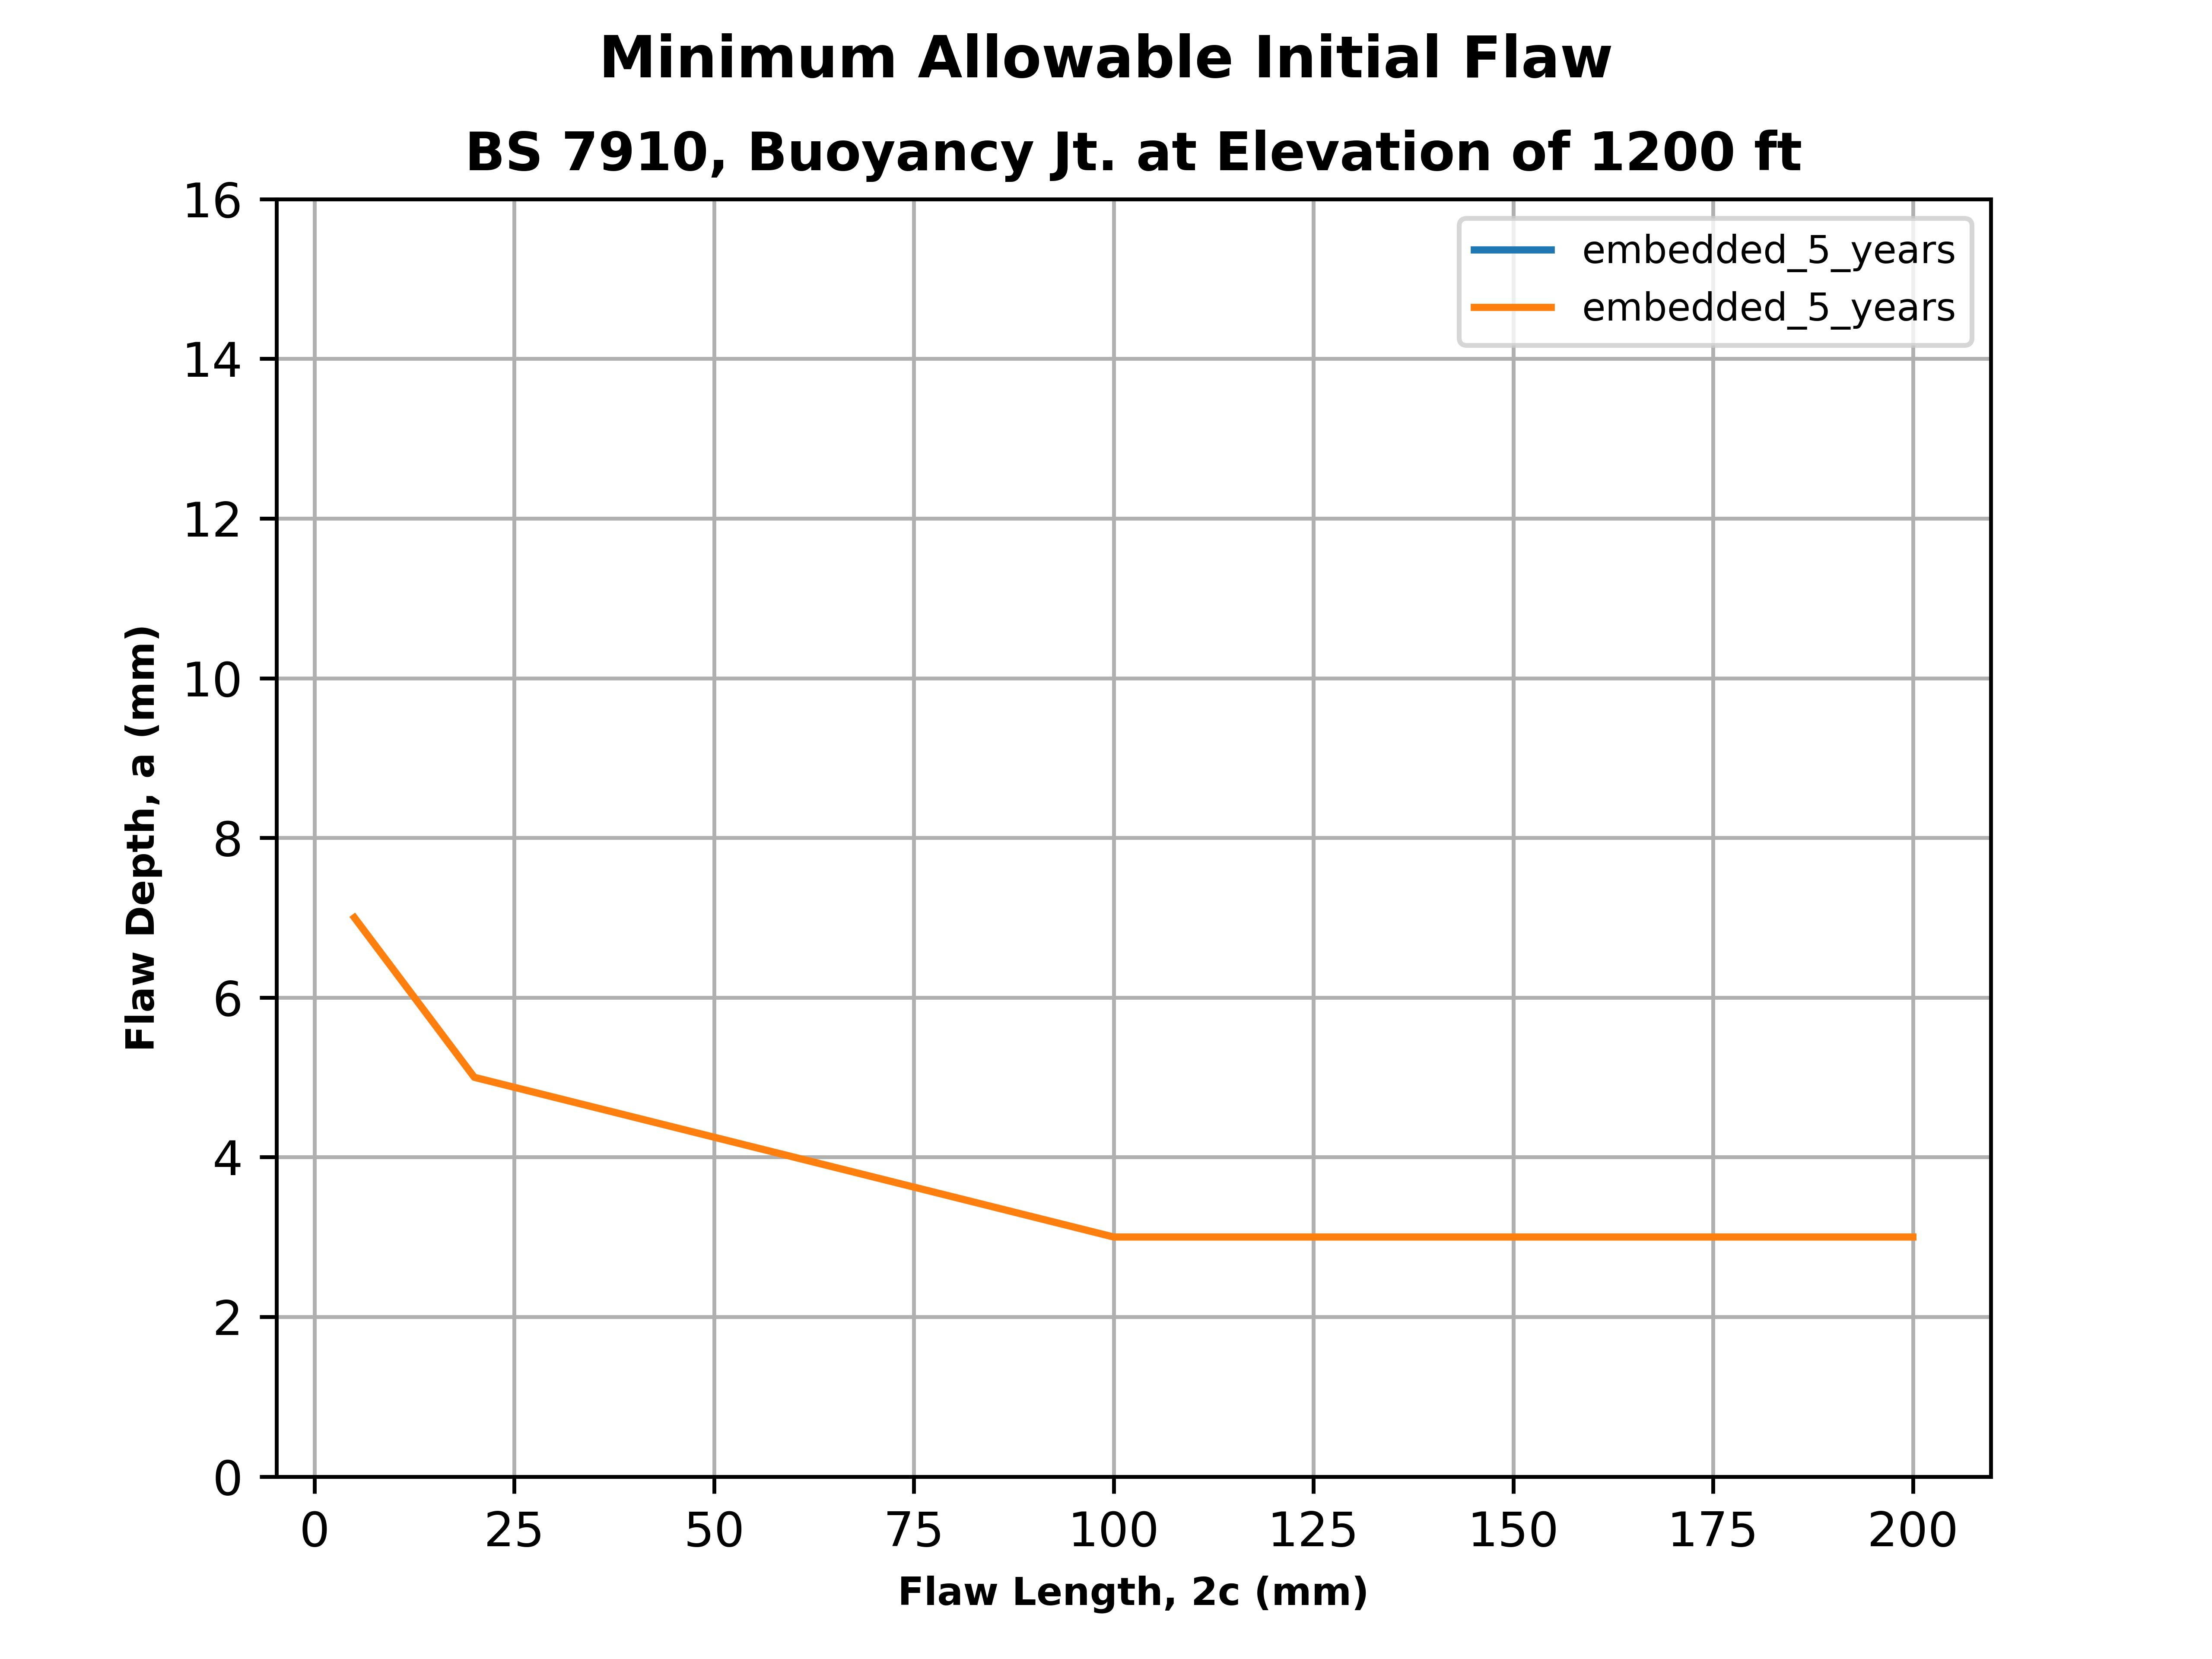 Minimum Allowable Initial Flaw
BS 7910, Buoyancy Jt. at Elevation of 1200 ft
embedded_5_years
embedded_5_years
16
14
12
10
8
6
4
2
0
Flaw Depth, a (mm)
0 25 50 75 100 125 150 175 200
Flaw Length, 2c (mm)